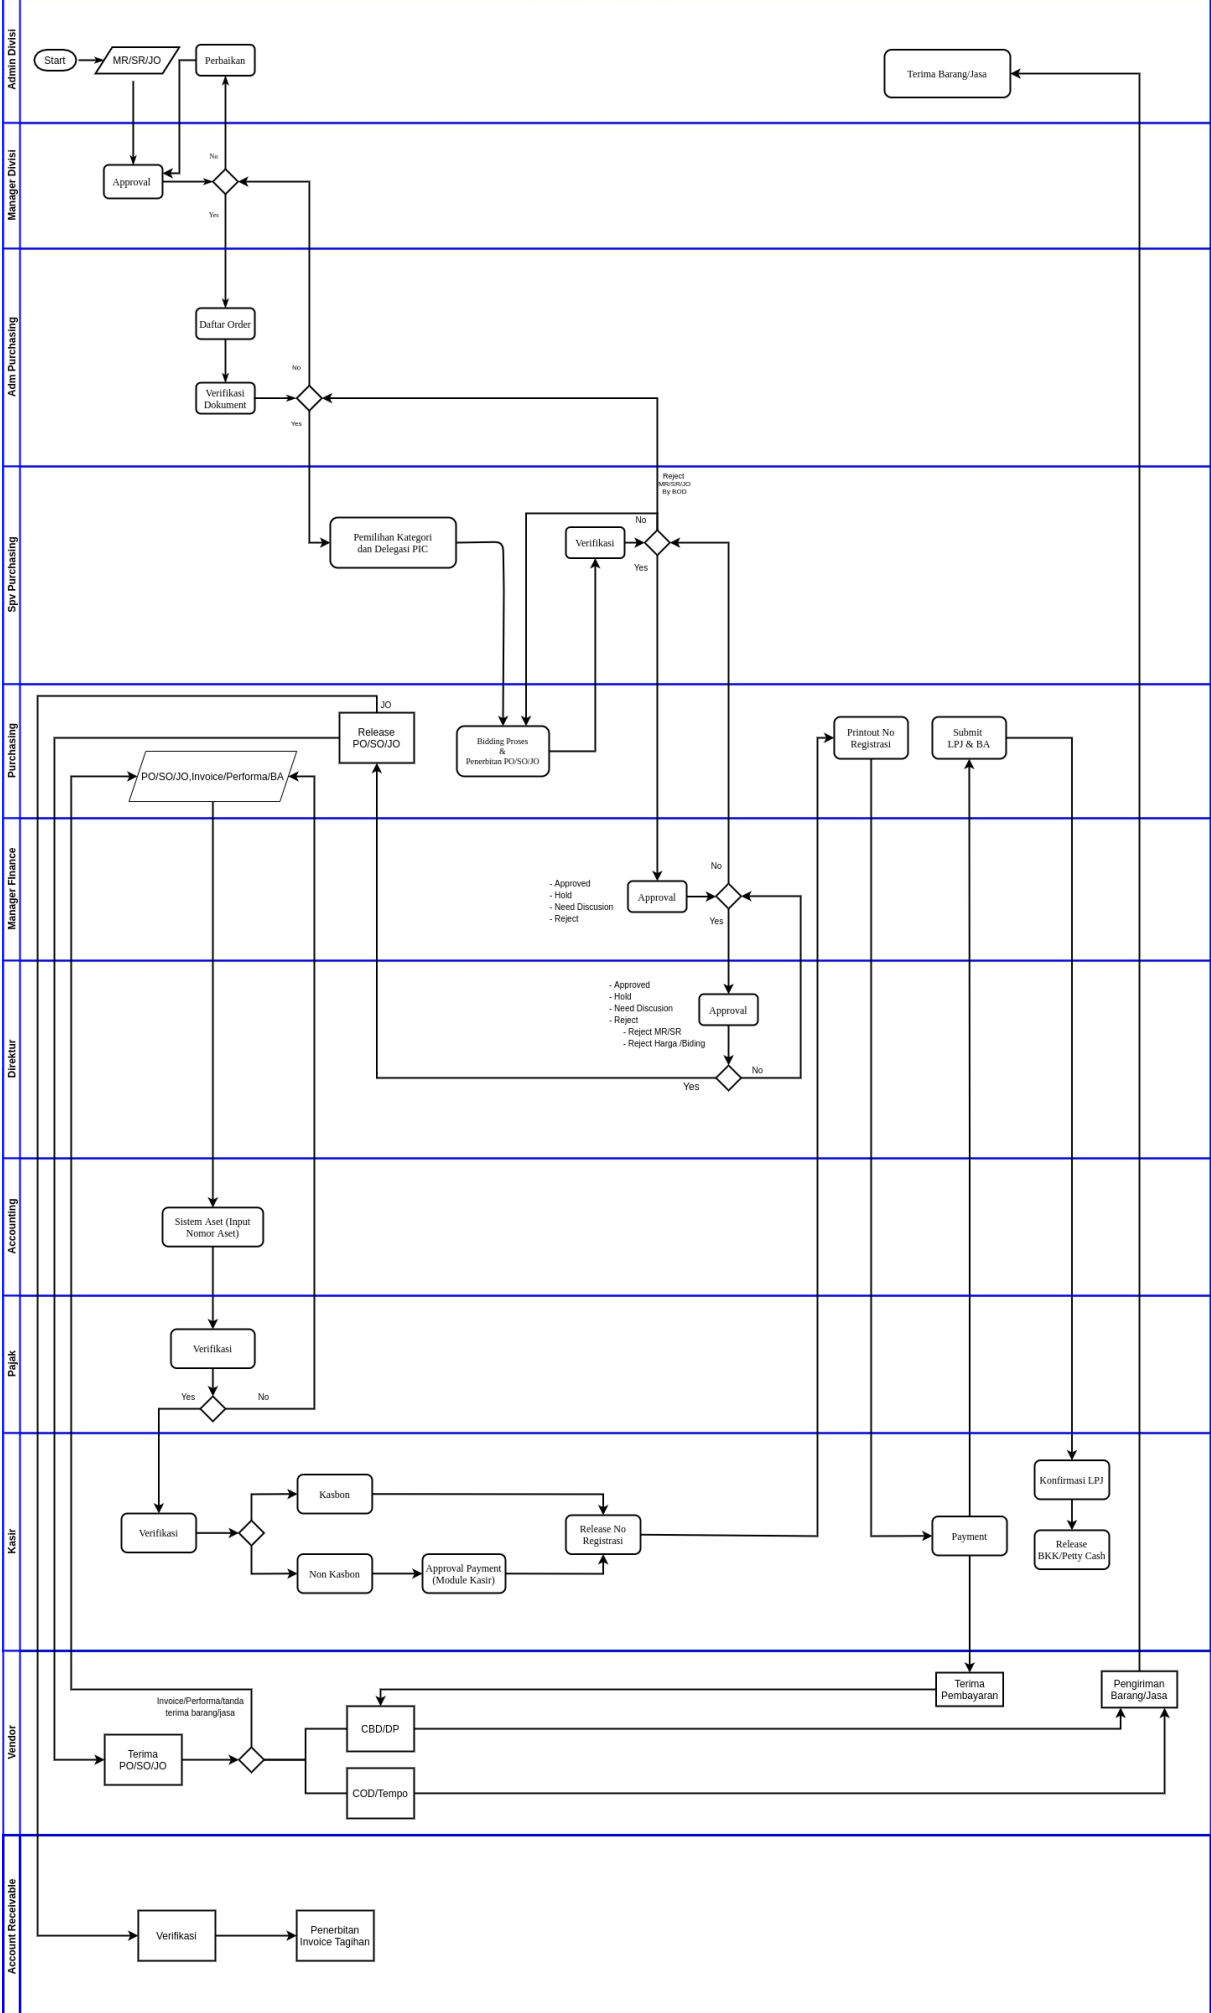 Admin Divisi
Start
MR/SR/JO
Perbaikan
Terima Barang/Jasa
Manager Divisi
No
Approval
Yes
Adm Purchasing
Daftar Order
No
Verifikasi
Dokument
Yes
Spv Purchasing
Reject
MR/SR/JO
By BOD
No
Pemilihan Kategori
dan Delegasi PIC
Verifikasi
Yes
Purchasing
JO
Release
PO/SO/JO
Bidding Proses
&
Penerbitan PO/SO/JO
Printout No
Registrasi
Submit
LPJ & BA
PO/SO/JO,Invoice/Performa/BA
Manager FInance
No
- Approved
- Hold
- Need Discusion
- Reject
Approval
Yes
Direktur
- Approved
- Hold
- Need Discusion
- Reject
- Reject MR/SR
- Reject Harga /Biding
Approval
No
Yes
Accounting
Sistem Aset (Input
Nomor Aset)
Pajak
Verifikasi
Yes
No
Kasir
Kasbon
Konfirmasi LPJ
Verifikasi
Release No
Registrasi
Payment
Release
BKK/Petty Cash
Non Kasbon
Approval Payment
(Module Kasir)
Vendor
Terima
Pembayaran
Pengiriman
Barang/Jasa
Invoice/Performa/tanda
terima barang/jasa
CBD/DP
Terima
PO/SO/JO
COD/Tempo
Account Receivable
Verifikasi
Penerbitan
Invoice Tagihan